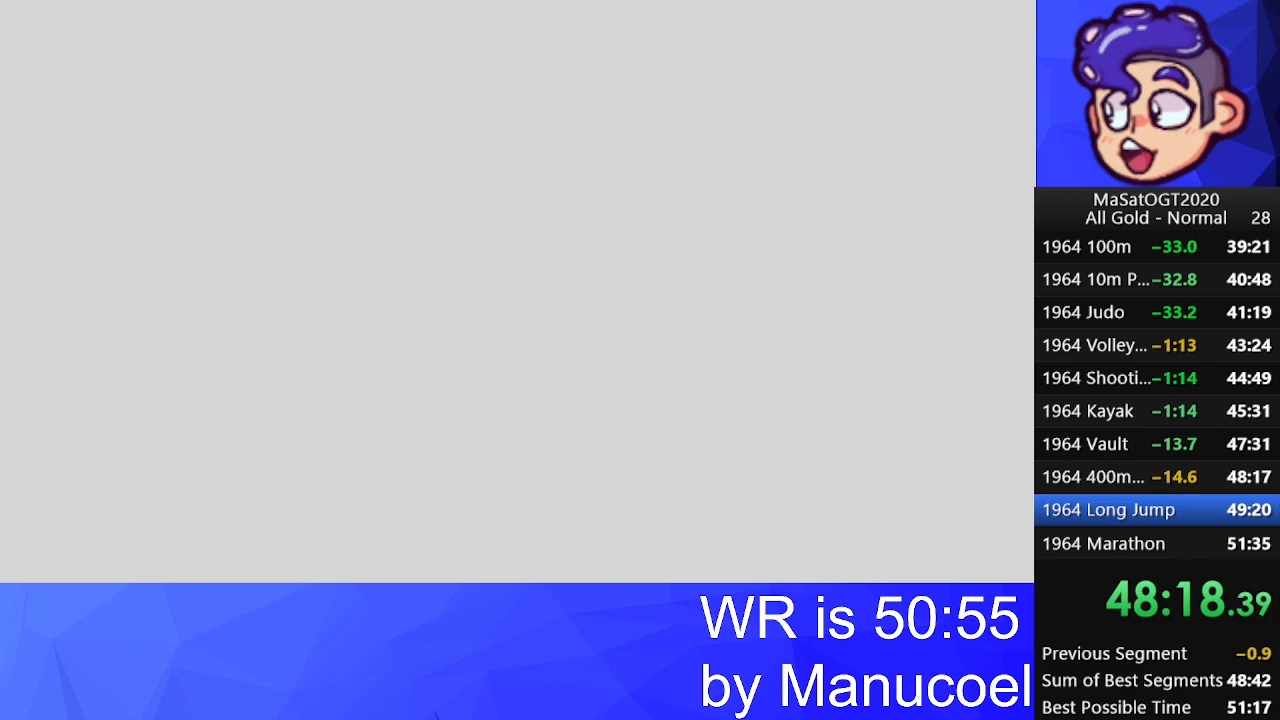 MaSatOGT2020
All Gold - Normal 28
1964 100m −33.0 39:21
1964 10m P... −32.8 40:48
1964 Judo −33.2 41:19
1964 Volley... −1:13 43:24
1964 Shooti... −1:14 44:49
1964 Kayak −1:14 45:31
1964 Vault −13.7 47:31
1964 400m... −14.6 48:17
1964 Long Jump 49:20
1964 Marathon 51:35
48:18.39
Previous Segment −0.9
Sum of Best Segments 48:42
Best Possible Time 51:17
WR is 50:55
by Manucoel